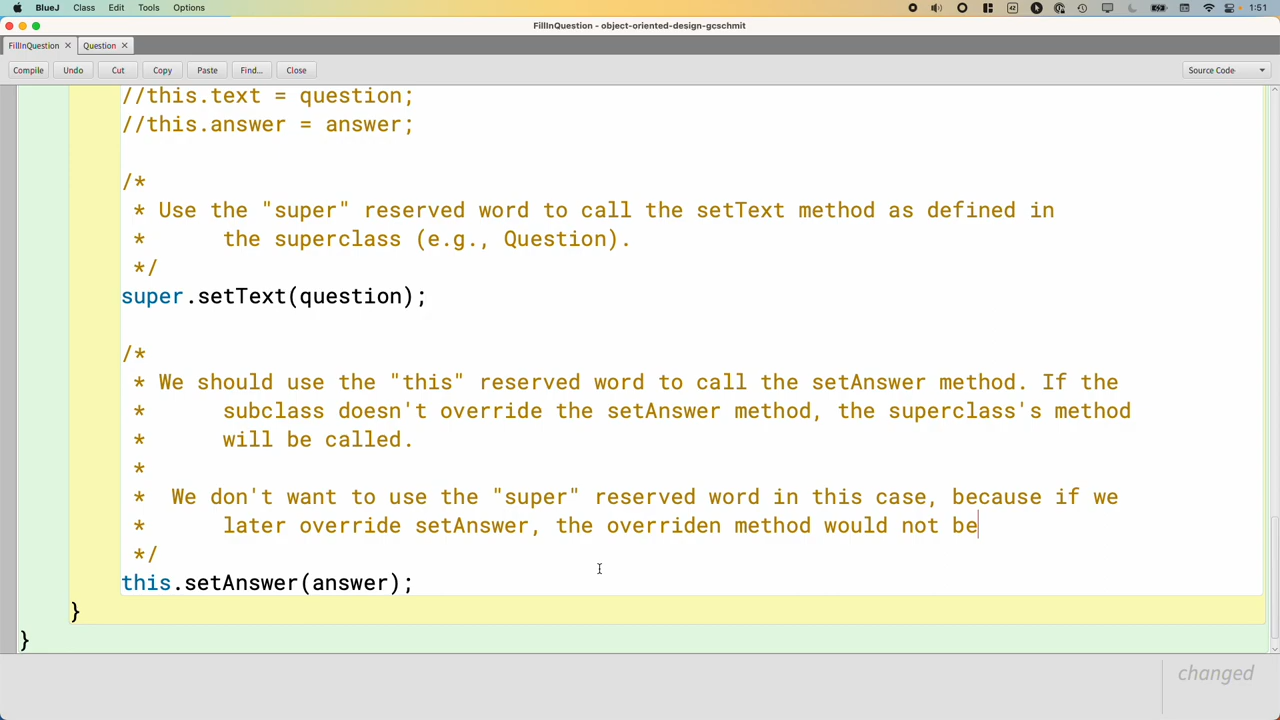 BlueJ Class Edit Tools Options 42 1:51
FillInQuestion - object-oriented-design-gcschmit
FillInQuestion × Question ×
Compile Undo Cut Copy Paste Find... Close Source Code
//this.text = question;
//this.answer = answer;
/*
* Use the "super" reserved word to call the setText method as defined in
* the superclass (e.g., Question).
*/
super.setText(question);
/*
* We should use the "this" reserved word to call the setAnswer method. If the
* subclass doesn't override the setAnswer method, the superclass's method
* will be called.
*
* We don't want to use the "super" reserved word in this case, because if we
* later override setAnswer, the overriden method would not be
*/
this.setAnswer(answer);
}
}
changed